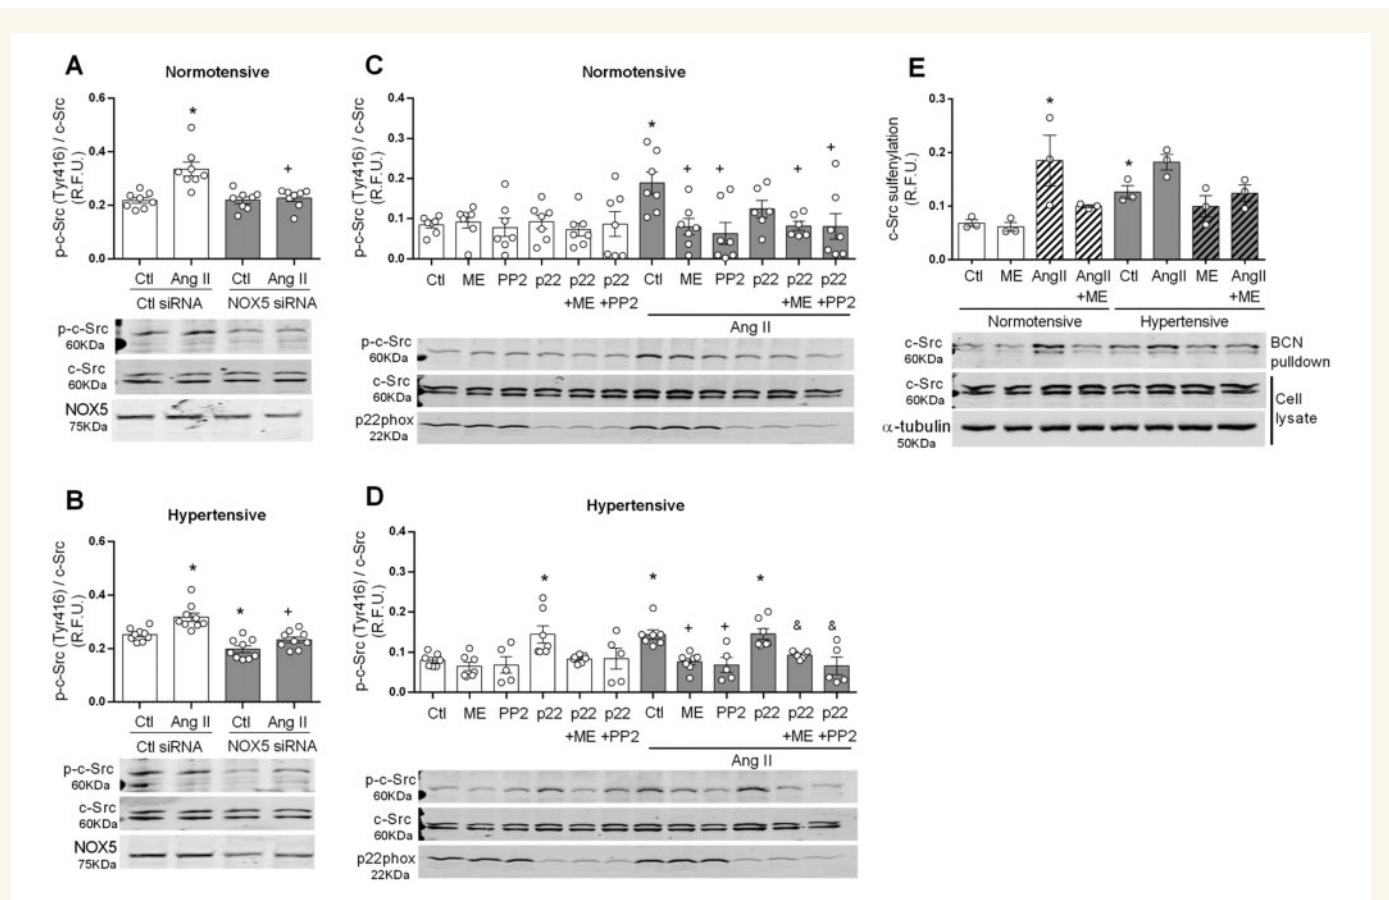 A
Normotensive
p-c-Src (Tyr416) / c-Src
(R.F.U.)
0.6
0.4
0.2
0.0
*
+
Ctl Ang II Ctl Ang II
Ctl siRNA NOX5 siRNA
p-c-Src
60KDa
c-Src
60KDa
NOX5
75KDa
B
Hypertensive
p-c-Src (Tyr416) / c-Src
(R.F.U.)
0.6
0.4
0.2
0.0
* * +
Ctl Ang II Ctl Ang II
Ctl siRNA NOX5 siRNA
p-c-Src
60KDa
c-Src
60KDa
NOX5
75KDa
C
Normotensive
p-c-Src (Tyr416) / c-Src
(R.F.U.)
0.4
0.3
0.2
0.1
0.0
* + + + +
Ctl ME PP2 p22 p22 p22 Ctl ME PP2 p22 p22 p22
+ME +PP2 +ME +PP2
Ang II
p-c-Src
60KDa
c-Src
60KDa
p22phox
22KDa
D
Hypertensive
p-c-Src (Tyr416) / c-Src
(R.F.U.)
0.4
0.3
0.2
0.1
0.0
* * + + * & &
Ctl ME PP2 p22 p22 p22 Ctl ME PP2 p22 p22 p22
+ME +PP2 +ME +PP2
Ang II
p-c-Src
60KDa
c-Src
60KDa
p22phox
22KDa
E
c-Src sulfenylation
(R.F.U.)
0.3
0.2
0.1
0.0
* *
Ctl ME AngII AngII Ctl AngII ME AngII
+ME +ME
Normotensive Hypertensive
c-Src
60KDa
BCN
pulldown
c-Src
60KDa
α-tubulin
50KDa
Cell
lysate